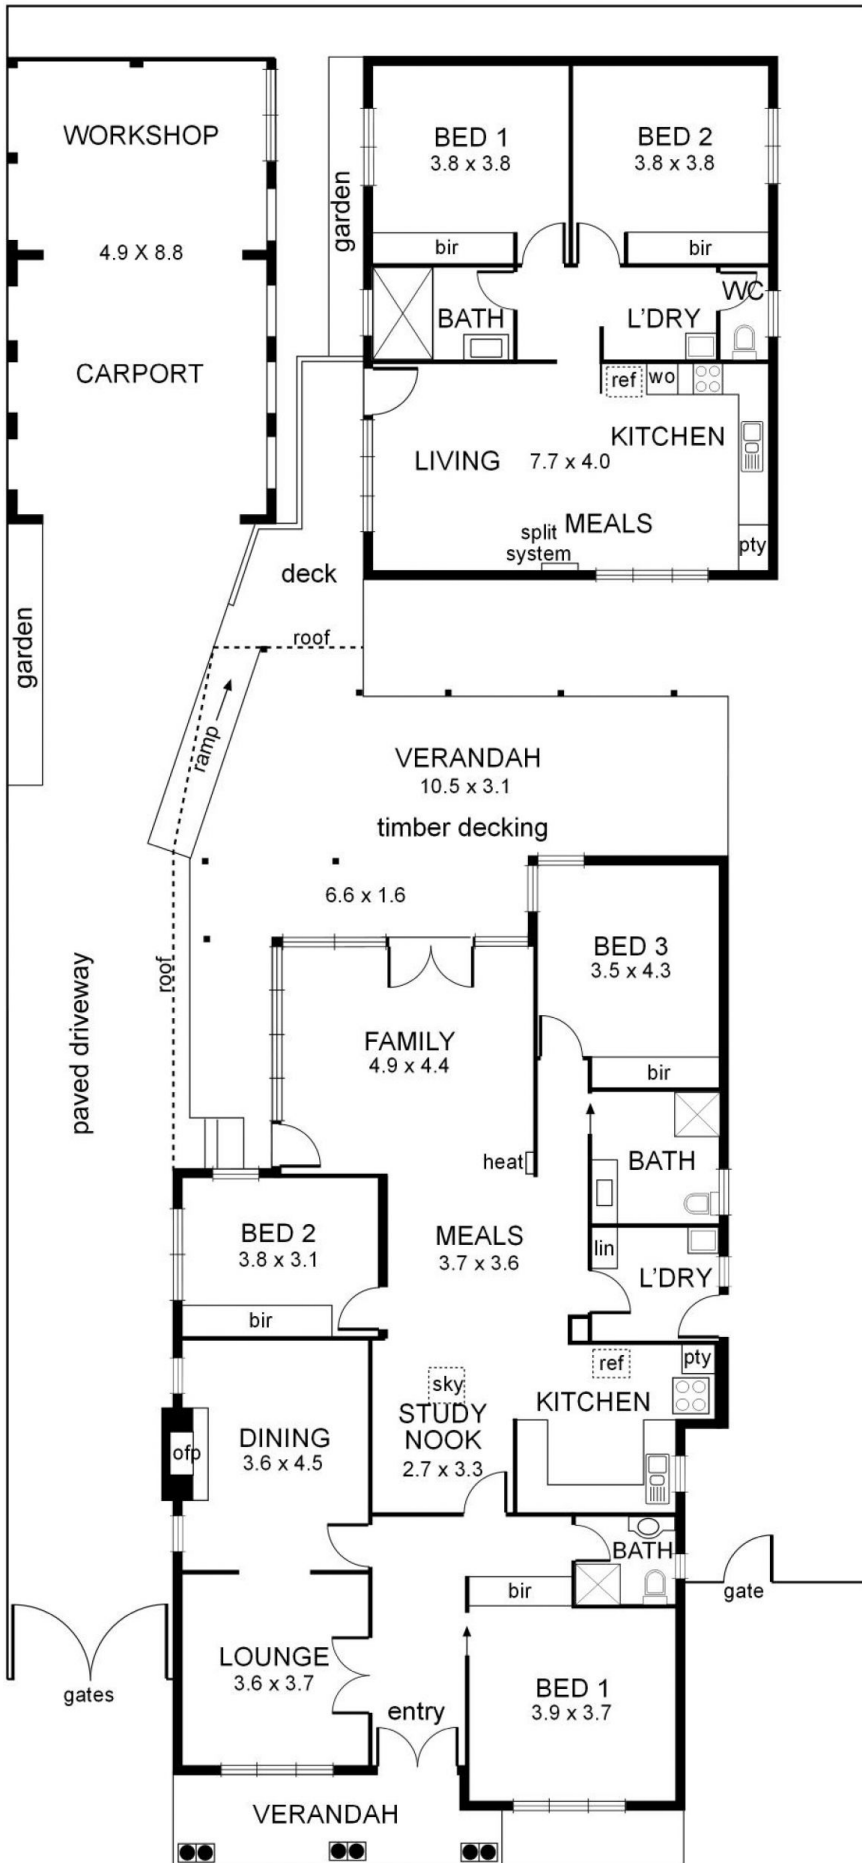 WORKSHOP
4.9 X 8.8
CARPORT
garden
BED 1
3.8 x 3.8
bir
BED 2
3.8 x 3.8
bir
BATH
L'DRY
WC
ref
wo
KITCHEN
LIVING
7.7 x 4.0
MEALS
split
system
pty
deck
roof
garden
ramp
VERANDAH
10.5 x 3.1
timber decking
6.6 x 1.6
roof
paved driveway
BED 3
3.5 x 4.3
bir
FAMILY
4.9 x 4.4
heat
BATH
BED 2
3.8 x 3.1
bir
MEALS
3.7 x 3.6
lin
L'DRY
sky
STUDY
NOOK
2.7 x 3.3
ref
pty
KITCHEN
DINING
3.6 x 4.5
ofp
BATH
bir
gate
LOUNGE
3.6 x 3.7
gates
entry
BED 1
3.9 x 3.7
VERANDAH